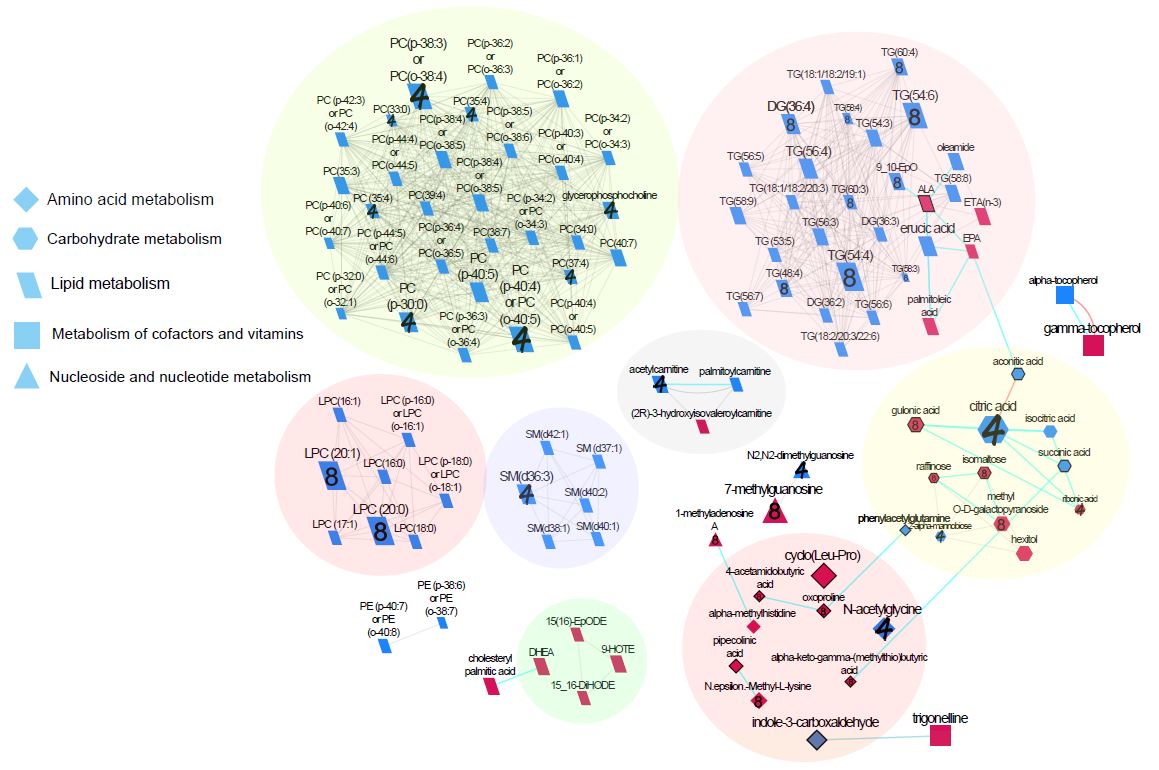 Amino acid metabolism
Carbohydrate metabolism
Lipid metabolism
Metabolism of cofactors and vitamins
Nucleoside and nucleotide metabolism
PC(p-38:3)
or
PC(o-38:4)
4
PC(p-36:2)
or
PC(o-36:3)
PC(p-36:1)
or
PC(o-36:2)
PC (p-42:3)
or PC
(o-42:4)
PC(33:0)
4
PC(35:4)
4
PC(p-38:4)
or
PC(o-38:5)
PC(p-38:5)
or
PC(o-38:6)
PC(p-34:2)
or
PC(o-34:3)
PC(p-44:4)
or
PC(o-44:5)
PC(p-40:3)
or
PC(o-40:4)
PC(35:3)
PC(p-38:4)
or
PC(o-38:5)
PC (35:4)
4
PC(39:4)
PC (p-34:2)
or PC
(o-34:3)
glycerophosphocholine
4
PC(p-40:6)
or
PC(o-40:7)
PC (p-44:5)
or PC
(o-44:6)
PC(p-36:4)
or
PC(o-36:5)
PC(38:7)
PC(34:0)
PC(40:7)
PC (p-32:0)
or PC
(o-32:1)
PC
(p-40:5)
PC
(p-40:4)
or PC
(o-40:5)
4
PC(37:4)
4
PC
(p-30:0)
4
PC (p-36:3)
or PC
(o-36:4)
PC(p-40:4)
or
PC(o-40:5)
TG(60:4)
8
TG(18:1/18:2/19:1)
TG(54:6)
8
DG(36:4)
8
TG(58:4)
8
TG(54:3)
TG(56:5)
TG(56:4)
oleamide
9_10-EpO
8
TG(58:8)
TG(18:1/18:2/20:3)
TG(60:3)
8
ALA
ETA(n-3)
TG(58:9)
TG(56:3)
DG(36:3)
erucic acid
EPA
TG (53:5)
TG(54:4)
8
TG(58:3)
8
TG(48:4)
8
TG(56:7)
DG(36:2)
TG(56:6)
palmitoleic
acid
TG(18:2/20:3/22:6)
alpha-tocopherol
gamma-tocopherol
acetylcarnitine
4
palmitoylcarnitine
(2R)-3-hydroxyisovaleroylcarnitine
aconitic acid
gulonic acid
8
citric acid
4
isocitric acid
succinic acid
raffinose
8
isomaltose
8
methyl
O-D-galactopyranoside
8
ribonic acid
4
phenylacetylglutamine
2-alpha-mannobiose
4
hexitol
LPC(16:1)
LPC (p-16:0)
or LPC
(o-16:1)
LPC (20:1)
8
LPC(16:0)
LPC (p-18:0)
or LPC
(o-18:1)
LPC (20:0)
8
LPC (17:1)
LPC(18:0)
SM(d42:1)
SM (d37:1)
SM(d36:3)
4
SM(d40:2)
SM(d38:1)
SM(d40:1)
N2,N2-dimethylguanosine
4
7-methylguanosine
8
1-methyladenosine
A
8
cyclo(Leu-Pro)
4-acetamidobutyric
acid
8
oxoproline
8
alpha-methylhistidine
N-acetylglycine
4
pipecolinic
acid
alpha-keto-gamma-(methylthio)butyric
acid
8
N.epsilon.-Methyl-L-lysine
8
indole-3-carboxaldehyde
trigonelline
PE (p-38:6)
or PE
(o-38:7)
PE (p-40:7)
or PE
(o-40:8)
15(16)-EpODE
DHEA
9-HOTE
15_16-DiHODE
cholesteryl
palmitic acid